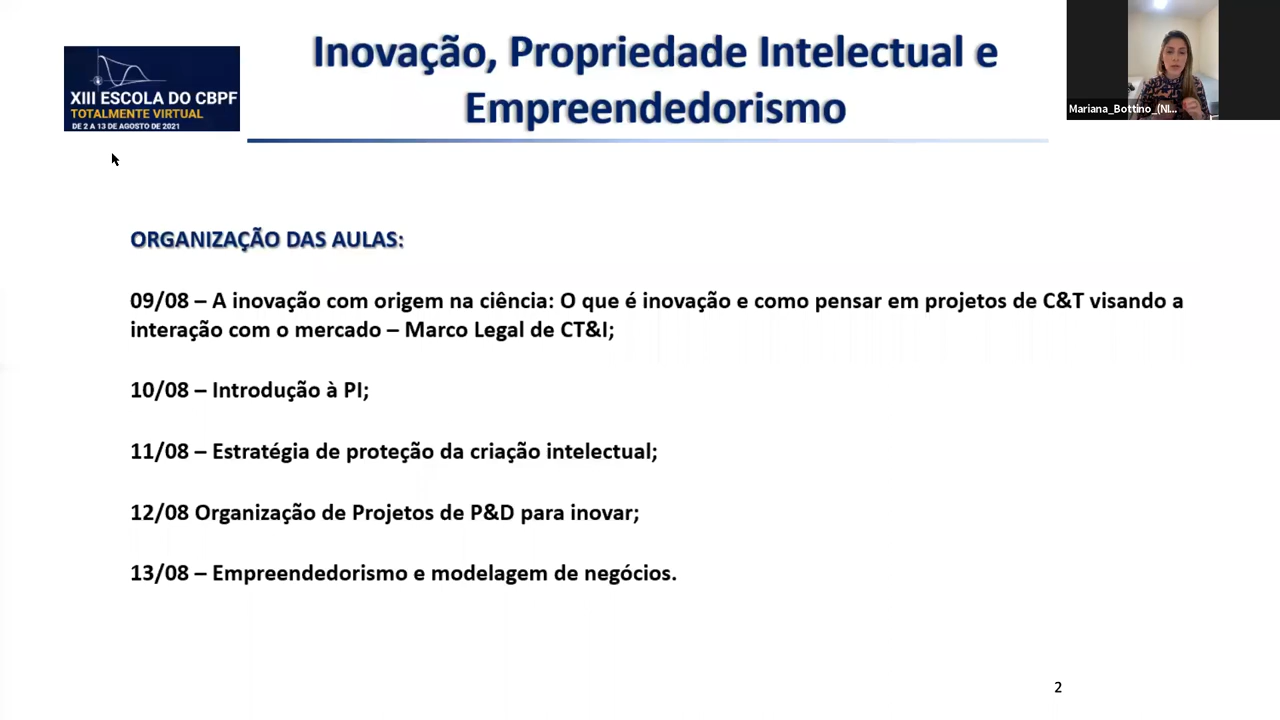 Inovação, Propriedade Intelectual e
Empreendedorismo
XIII ESCOLA DO CBPF
TOTALMENTE VIRTUAL
DE 2 A 13 DE AGOSTO DE 2021
Mariana_Bottino_(NI...
ORGANIZAÇÃO DAS AULAS:
09/08 – A inovação com origem na ciência: O que é inovação e como pensar em projetos de C&T visando a
interação com o mercado – Marco Legal de CT&I;
10/08 – Introdução à PI;
11/08 – Estratégia de proteção da criação intelectual;
12/08 Organização de Projetos de P&D para inovar;
13/08 – Empreendedorismo e modelagem de negócios.
2